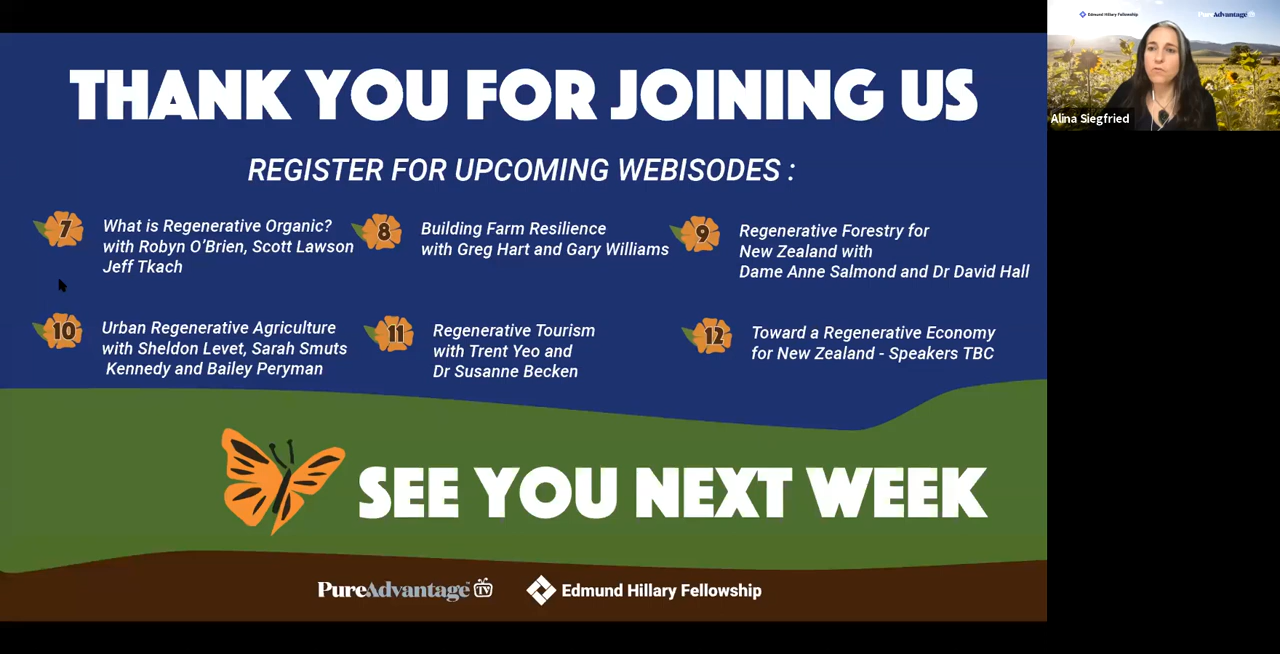 THANK YOU FOR JOINING US
REGISTER FOR UPCOMING WEBISODES :
7
What is Regenerative Organic?
with Robyn O'Brien, Scott Lawson
Jeff Tkach
8
Building Farm Resilience
with Greg Hart and Gary Williams
9
Regenerative Forestry for
New Zealand with
Dame Anne Salmond and Dr David Hall
10
Urban Regenerative Agriculture
with Sheldon Levet, Sarah Smuts
Kennedy and Bailey Peryman
11
Regenerative Tourism
with Trent Yeo and
Dr Susanne Becken
12
Toward a Regenerative Economy
for New Zealand - Speakers TBC
SEE YOU NEXT WEEK
PureAdvantage TV
Edmund Hillary Fellowship
Edmund Hillary Fellowship
PureAdvantage
Alina Siegfried